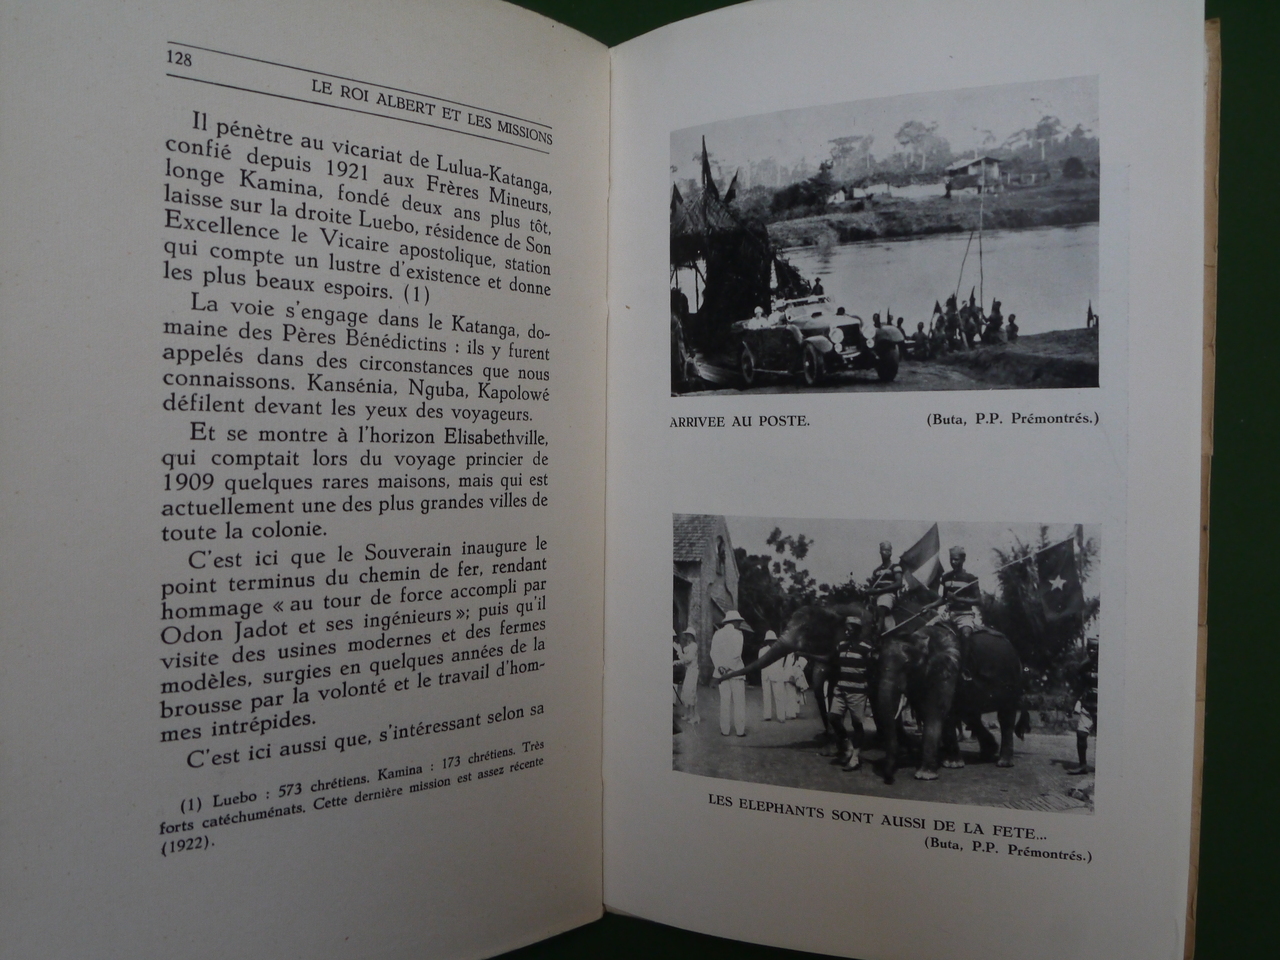 128
LE ROI ALBERT ET LES MISSIONS
Il pénètre au vicariat de Lulua-Katanga,
confié depuis 1921 aux Frères Mineurs,
longe Kamina, fondé deux ans plus tôt,
laisse sur la droite Luebo, résidence de Son
Excellence le Vicaire apostolique, station
qui compte un lustre d'existence et donne
les plus beaux espoirs. (1)
La voie s'engage dans le Katanga, do-
maine des Pères Bénédictins : ils y furent
appelés dans des circonstances que nous
connaissons. Kansénia, Nguba, Kapolowé
défilent devant les yeux des voyageurs.
Et se montre à l'horizon Elisabethville,
qui comptait lors du voyage princier de
1909 quelques rares maisons, mais qui est
actuellement une des plus grandes villes de
toute la colonie.
C'est ici que le Souverain inaugure le
point terminus du chemin de fer, rendant
hommage « au tour de force accompli par
Odon Jadot et ses ingénieurs »; puis qu'il
visite des usines modernes et des fermes
modèles, surgies en quelques années de la
brousse par la volonté et le travail d'hom-
mes intrépides.
C'est ici aussi que, s'intéressant selon sa
(1) Luebo : 573 chrétiens. Kamina : 173 chrétiens. Très
forts catéchuménats. Cette dernière mission est assez récente
(1922).
ARRIVEE AU POSTE. (Buta, P.P. Prémontrés.)
LES ELEPHANTS SONT AUSSI DE LA FETE...
(Buta, P.P. Prémontrés.)